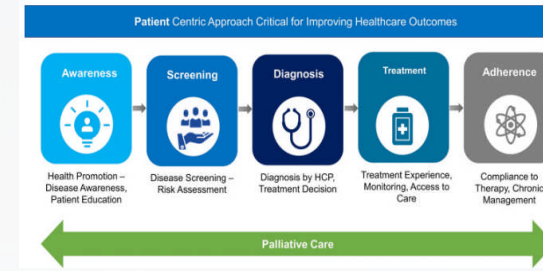 Patient Centric Approach Critical for Improving Healthcare Outcomes
Awareness
Screening
Diagnosis
Treatment
Adherence
Health Promotion –
Disease Awareness,
Patient Education
Disease Screening –
Risk Assessment
Diagnosis by HCP,
Treatment Decision
Treatment Experience,
Monitoring, Access to
Care
Compliance to
Therapy, Chronic
Management
Palliative Care